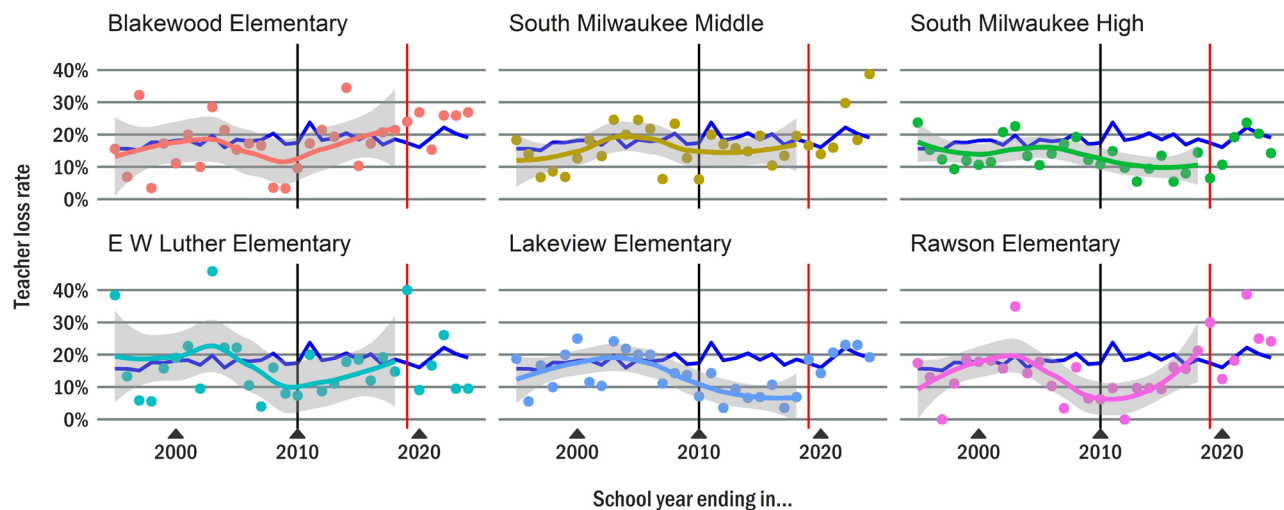 Blakewood Elementary
South Milwaukee Middle
South Milwaukee High
40%
30%
20%
10%
0%
E W Luther Elementary
Lakeview Elementary
Rawson Elementary
40%
30%
20%
10%
0%
2000
2010
2020
2000
2010
2020
2000
2010
2020
Teacher loss rate
School year ending in...